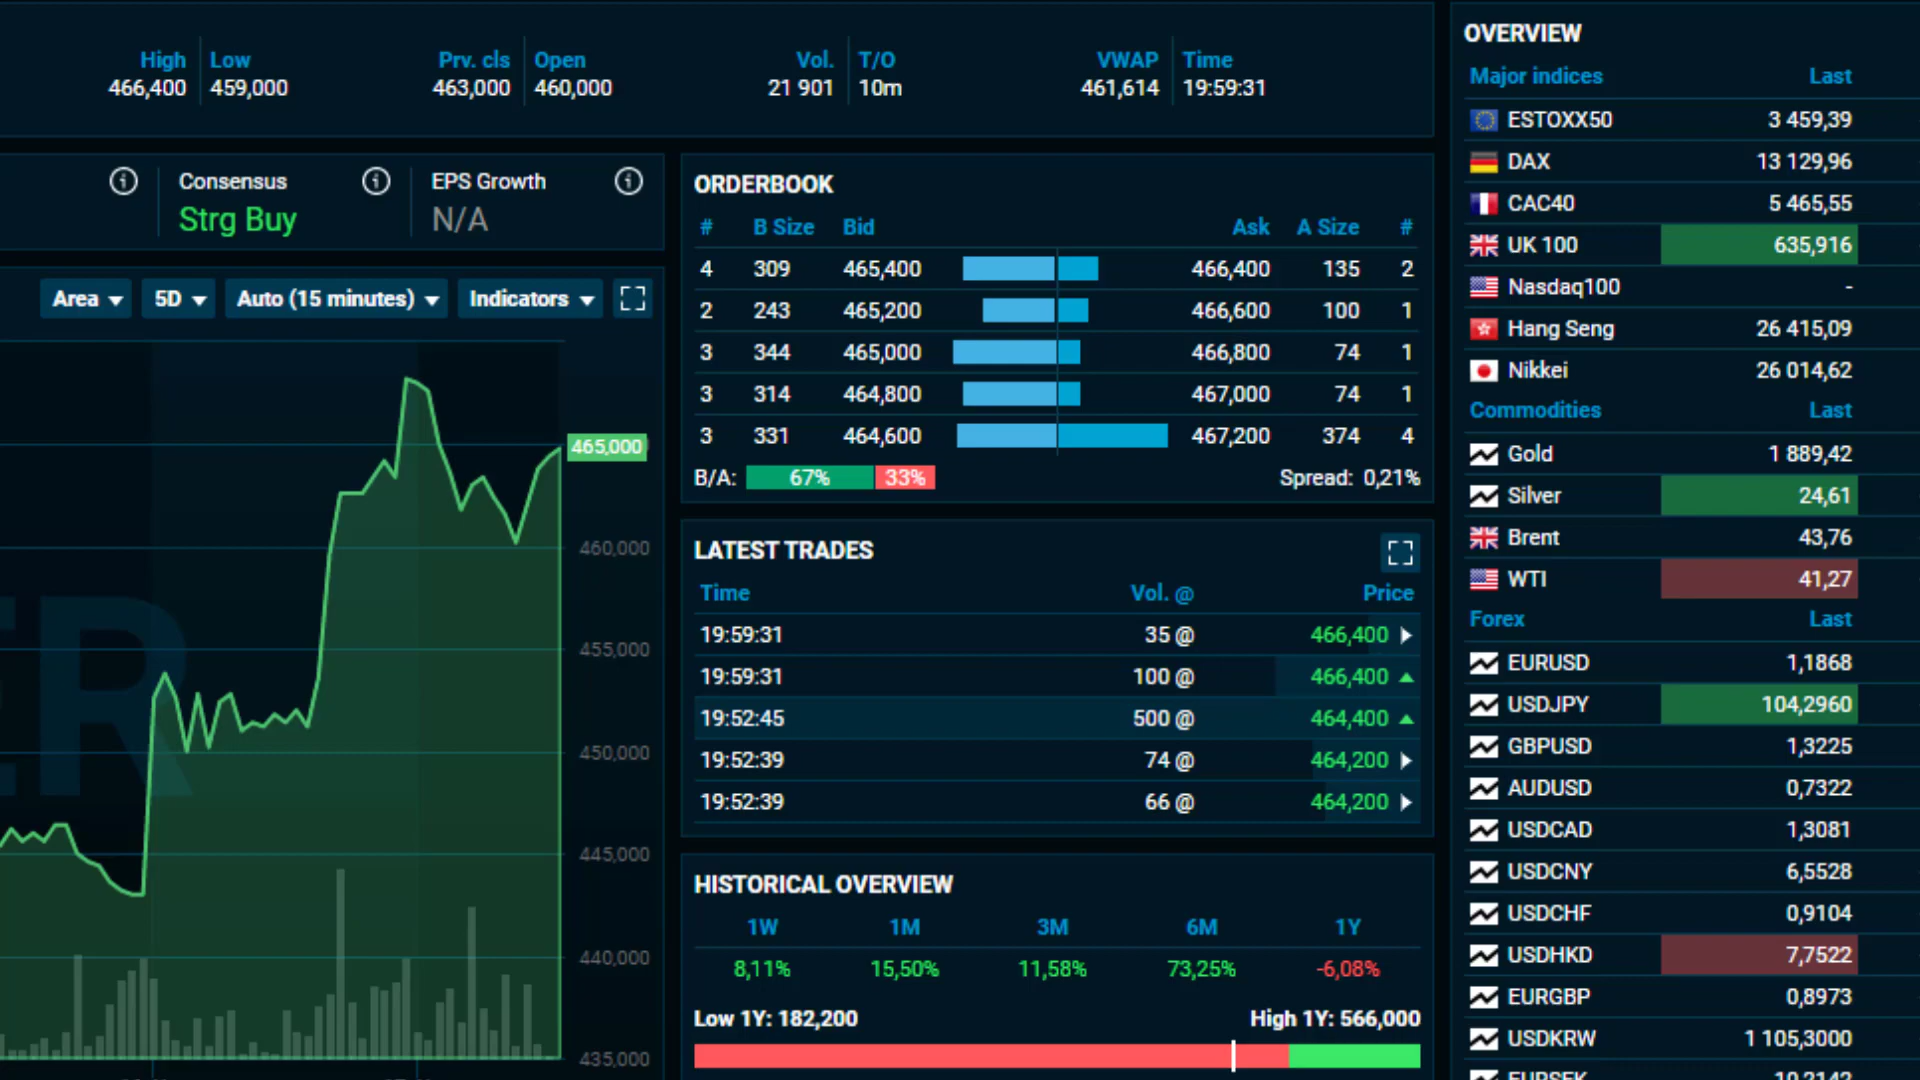 High Low Prv. cls Open Vol. T/O VWAP Time
466,400 459,000 463,000 460,000 21 901 10m 461,614 19:59:31
Consensus EPS Growth
Strg Buy N/A
Area 5D Auto (15 minutes) Indicators
465,000
460,000
455,000
450,000
445,000
440,000
435,000
ER
ORDERBOOK
# B Size Bid Ask A Size #
4 309 465,400 466,400 135 2
2 243 465,200 466,600 100 1
3 344 465,000 466,800 74 1
3 314 464,800 467,000 74 1
3 331 464,600 467,200 374 4
B/A: 67% 33% Spread: 0,21%
LATEST TRADES
Time Vol. @ Price
19:59:31 35 @ 466,400
19:59:31 100 @ 466,400
19:52:45 500 @ 464,400
19:52:39 74 @ 464,200
19:52:39 66 @ 464,200
HISTORICAL OVERVIEW
1W 1M 3M 6M 1Y
8,11% 15,50% 11,58% 73,25% -6,08%
Low 1Y: 182,200 High 1Y: 566,000
OVERVIEW
Major indices Last
ESTOXX50 3 459,39
DAX 13 129,96
CAC40 5 465,55
UK 100 635,916
Nasdaq100 -
Hang Seng 26 415,09
Nikkei 26 014,62
Commodities Last
Gold 1 889,42
Silver 24,61
Brent 43,76
WTI 41,27
Forex Last
EURUSD 1,1868
USDJPY 104,2960
GBPUSD 1,3225
AUDUSD 0,7322
USDCAD 1,3081
USDCNY 6,5528
USDCHF 0,9104
USDHKD 7,7522
EURGBP 0,8973
USDKRW 1 105,3000
EURSEK 10,2142